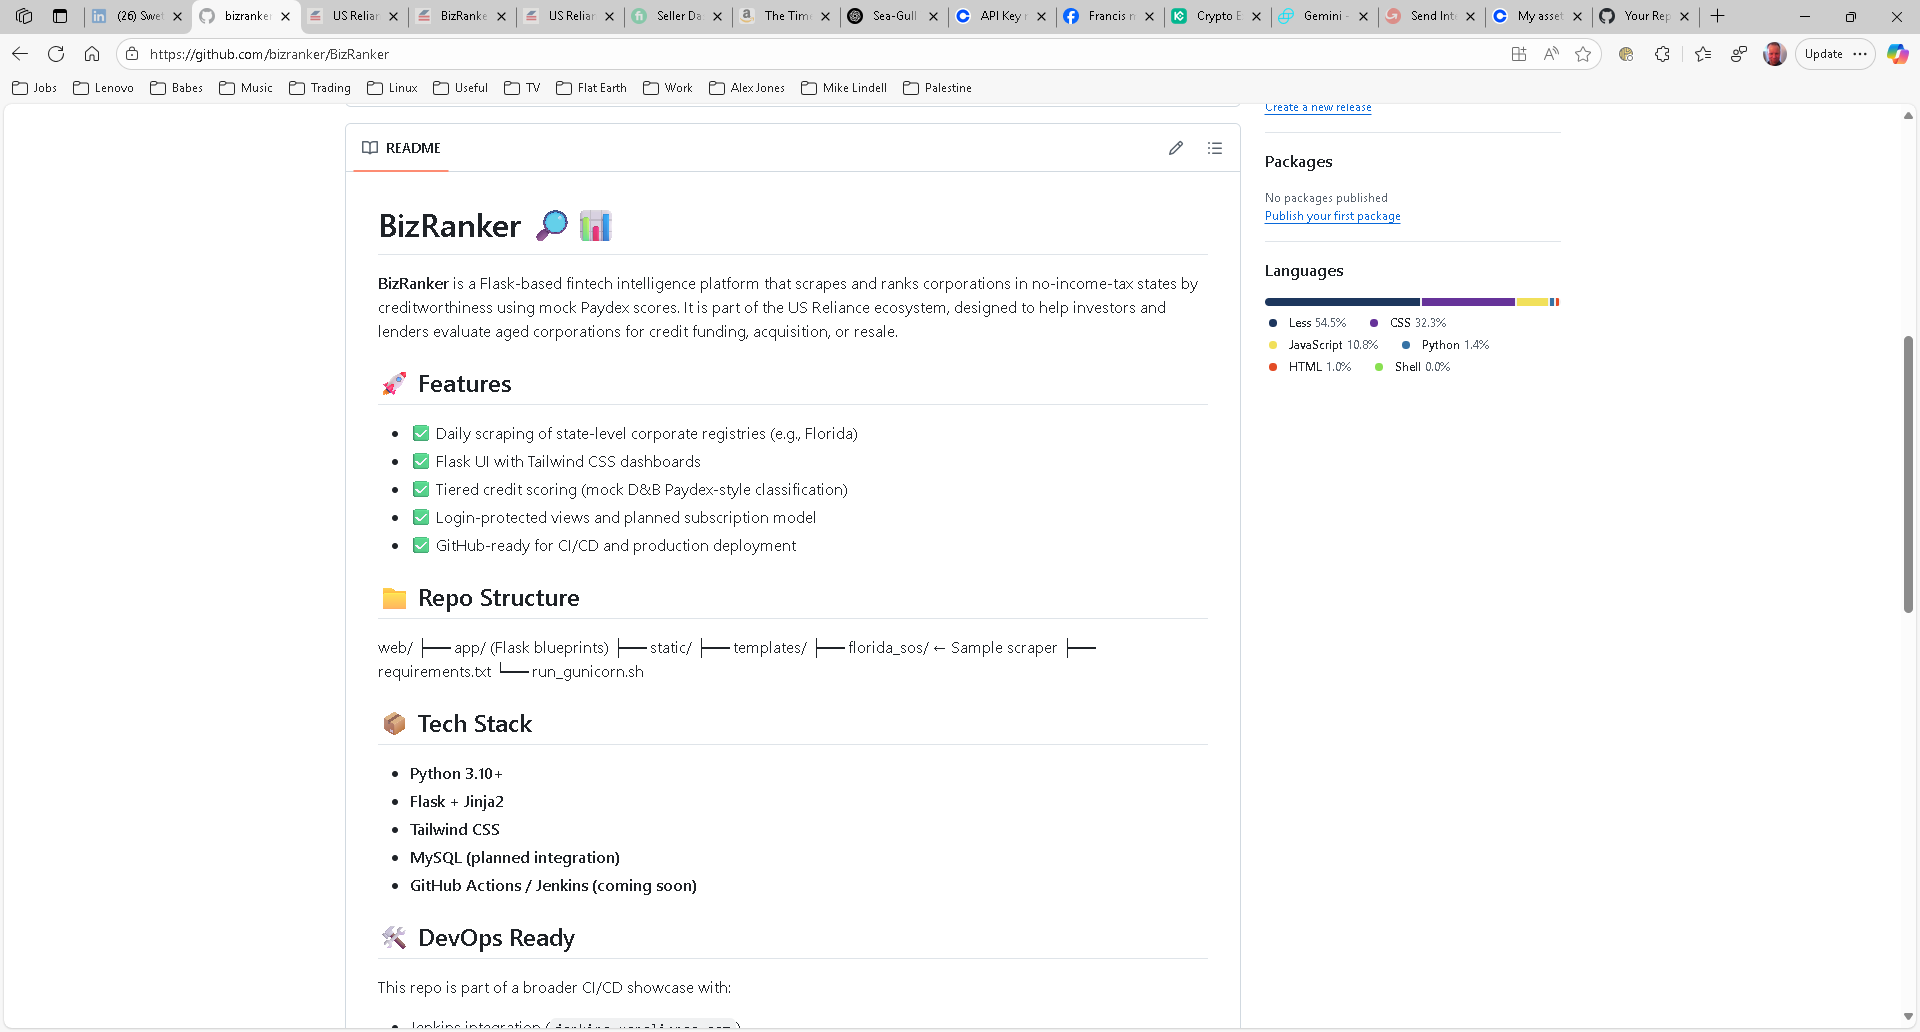 (26) Swet
bizranke
US Relian
BizRanke
US Relian
Seller Da
The Time
Sea-Gull
API Key r
Francis n
Crypto E
Gemini -
Send Inte
My asset
Your Rep
https://github.com/bizranker/BizRanker
Update
Jobs
Lenovo
Babes
Music
Trading
Linux
Useful
TV
Flat Earth
Work
Alex Jones
Mike Lindell
Palestine
README
BizRanker
BizRanker is a Flask-based fintech intelligence platform that scrapes and ranks corporations in no-income-tax states by
creditworthiness using mock Paydex scores. It is part of the US Reliance ecosystem, designed to help investors and
lenders evaluate aged corporations for credit funding, acquisition, or resale.
Features
Daily scraping of state-level corporate registries (e.g., Florida)
Flask UI with Tailwind CSS dashboards
Tiered credit scoring (mock D&B Paydex-style classification)
Login-protected views and planned subscription model
GitHub-ready for CI/CD and production deployment
Repo Structure
web/ ├── app/ (Flask blueprints) ├── static/ ├── templates/ ├── florida_sos/ ← Sample scraper ├──
requirements.txt └── run_gunicorn.sh
Tech Stack
Python 3.10+
Flask + Jinja2
Tailwind CSS
MySQL (planned integration)
GitHub Actions / Jenkins (coming soon)
DevOps Ready
This repo is part of a broader CI/CD showcase with:
Jenkins integration (jenkins.usreliance.com)
Create a new release
Packages
No packages published
Publish your first package
Languages
Less 54.5%
CSS 32.3%
JavaScript 10.8%
Python 1.4%
HTML 1.0%
Shell 0.0%